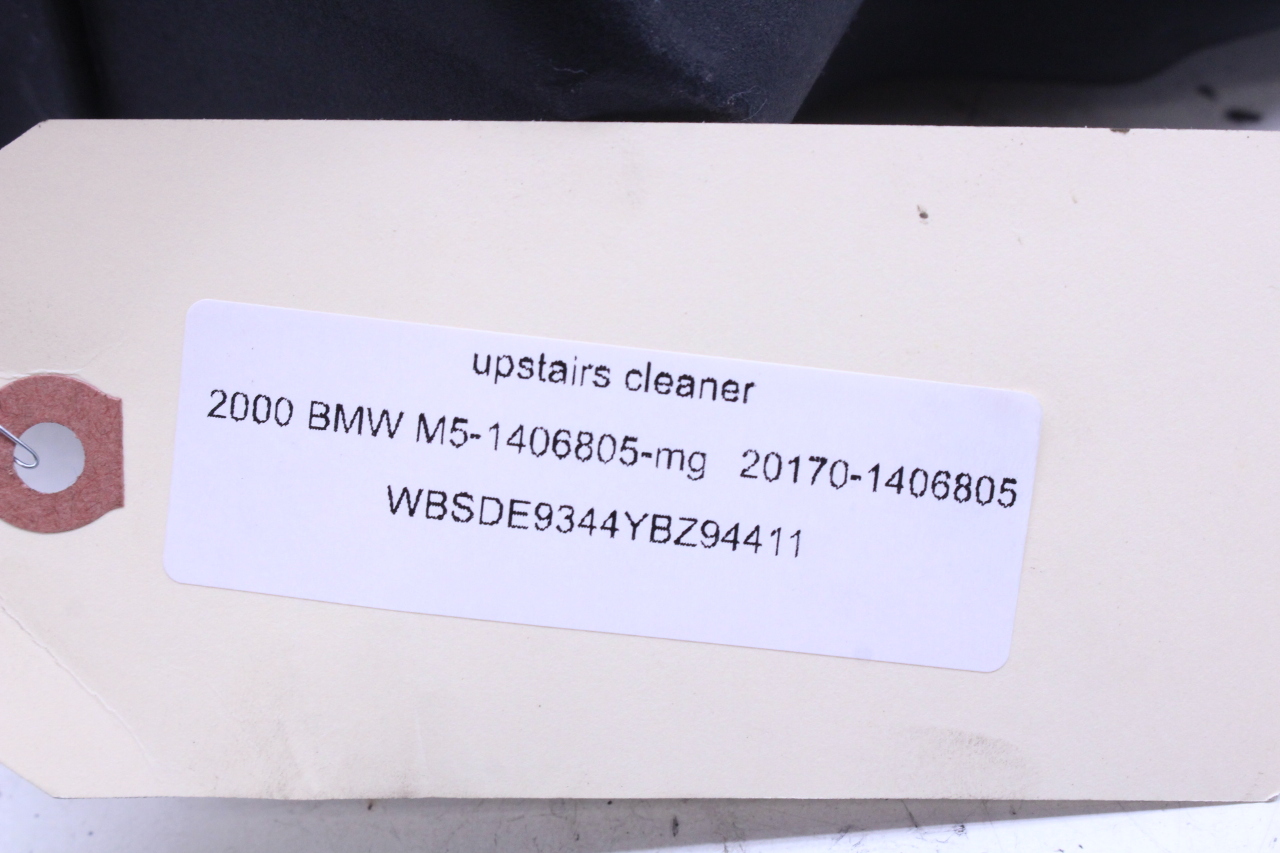 upstairs cleaner
2000 BMW M5-1406805-mg 20170-1406805
WBSDE9344YBZ94411